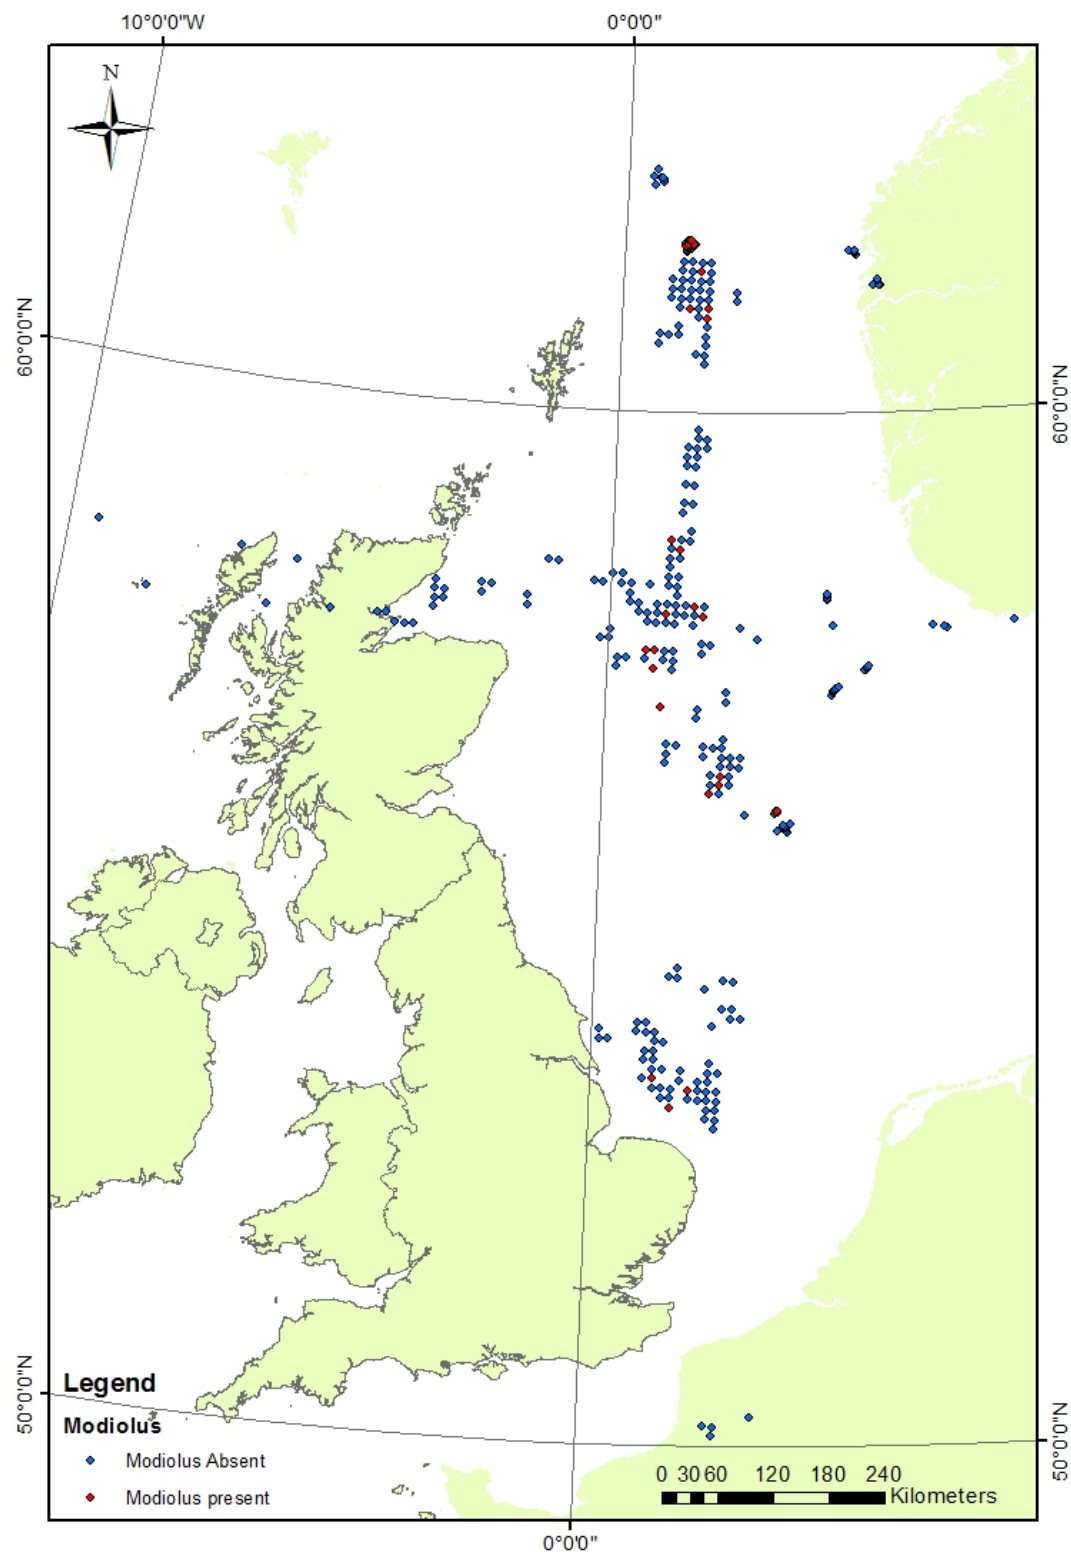 10°0'0"W 0°0'0"
N
60°0'0"N
60°0'0"N
50°0'0"N
50°0'0"N
Legend
Modiolus
Modiolus Absent
Modiolus present
0 30 60 120 180 240
Kilometers
0°0'0"